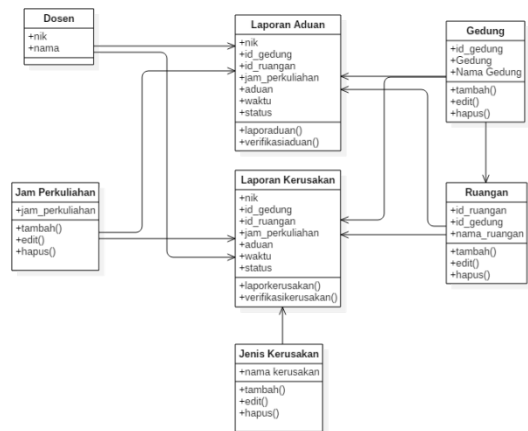 Dosen
+nik
+nama
Laporan Aduan
+nik
+id_gedung
+id_ruangan
+jam_perkuliahan
+aduan
+waktu
+status
+laporaduan()
+verifikasiaduan()
Gedung
+id_gedung
+Gedung
+Nama Gedung
+tambah()
+edit()
+hapus()
Jam Perkuliahan
+jam_perkuliahan
+tambah()
+edit()
+hapus()
Laporan Kerusakan
+nik
+id_gedung
+id_ruangan
+jam_perkuliahan
+aduan
+waktu
+status
+laporkerusakan()
+verifikasikerusakan()
Ruangan
+id_ruangan
+id_gedung
+nama_ruangan
+tambah()
+edit()
+hapus()
Jenis Kerusakan
+nama kerusakan
+tambah()
+edit()
+hapus()